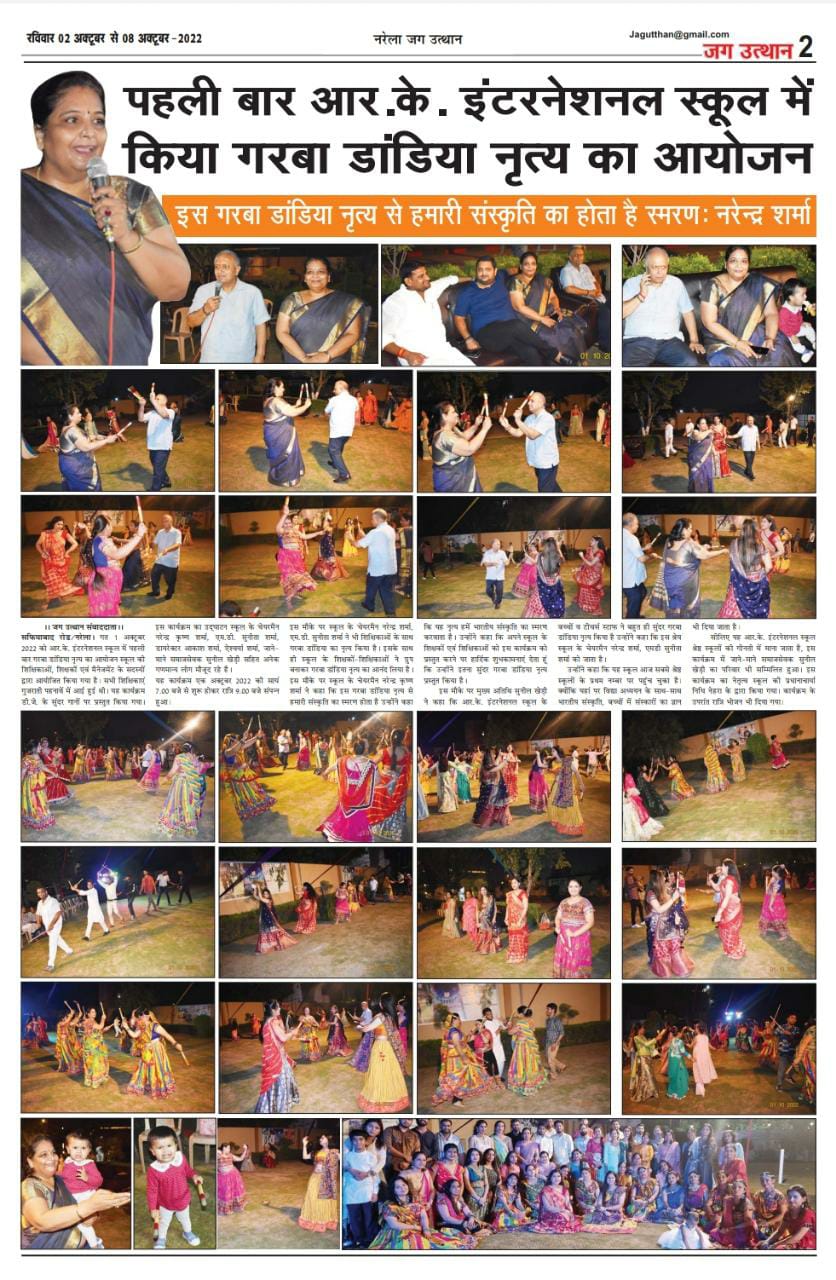 रविवार 02 अक्टूबर से 08 अक्टूबर-2022
नरेला जग उत्थान
Jagutthan@gmail.com
जग उत्थान 2
पहली बार आर.के. इंटरनेशनल स्कूल में
किया गरबा डांडिया नृत्य का आयोजन
इस गरबा डांडिया नृत्य से हमारी संस्कृति का होता है स्मरण: नरेन्द्र शर्मा
।। जग उत्थान संवाददाता।।
सफियाबाद रोड/नरेला। गत 1 अक्टूबर
2022 को आर.के. इंटरनेशनल स्कूल में पहली
बार गरबा डांडिया नृत्य का आयोजन स्कूल की
शिक्षिकाओं, शिक्षकों एवं मैनेजमेंट के सदस्यों
द्वारा आयोजित किया गया है। सभी शिक्षिकाएं
गुजराती पहनावें में आई हुई थी। यह कार्यक्रम
डी.जे. के सुंदर गानों पर प्रस्तुत किया गया।
इस कार्यक्रम का उद्घाटन स्कूल के चेयरमैन
नरेन्द्र कृष्ण शर्मा, एम.डी. सुनीता शर्मा,
डायरेक्टर आकाश शर्मा, ऐश्वर्या शर्मा, जाने-
माने समाजसेवक सुनील खेड़ी सहित अनेक
गणमान्य लोग मौजूद रहे है।
यह कार्यक्रम एक अक्टूबर 2022 को सायं
7.00 बजे से शुरू होकर रात्रि 9.00 बजे संपन्न
हुआ।
इस मौके पर स्कूल के चेयरमैन नरेन्द्र शर्मा,
एम.डी. सुनीता शर्मा ने भी शिक्षिकाओं के साथ
गरबा डांडिया का नृत्य किया है। इसके साथ
ही स्कूल के शिक्षकों-शिक्षिकाओं ने ग्रुप
बनाकर गरबा डांडिया नृत्य का आनंद लिया है।
इस मौके पर स्कूल के चेयरमैन नरेन्द्र कृष्ण
शर्मा ने कहा कि इस गरबा डांडिया नृत्य से
हमारी संस्कृति का स्मरण होता है उन्होंने कहा
कि यह नृत्य हमें भारतीय संस्कृति का स्मरण
करवाता है। उन्होंने कहा कि अपने स्कूल के
शिक्षकों एवं शिक्षिकाओं को इस कार्यक्रम को
प्रस्तुत करने पर हार्दिक शुभकामनाएं देता हूं
कि उन्होंने इतना सुंदर गरबा डांडिया नृत्य
प्रस्तुत किया है।
इस मौके पर मुख्य अतिथि सुनील खेड़ी
ने कहा कि आर.के. इंटरनेशनल स्कूल के
बच्चों व टीचर्स स्टाफ ने बहुत ही सुंदर गरबा
डांडिया नृत्य किया है उन्होंने कहा कि इस श्रेय
स्कूल के चेयरमैन नरेन्द्र शर्मा, एमडी सुनीता
शर्मा को जाता है।
उन्होंने कहा कि यह स्कूल आज सबसे श्रेष्ठ
स्कूलों के प्रथम नम्बर पर पहुंच चुका है।
क्योंकि यहां पर विद्या अध्ययन के साथ-साथ
भारतीय संस्कृति, बच्चों में संस्कारों का ज्ञान
भी दिया जाता है।
सीलिए यह आर.के. इंटरनेशनल स्कूल
श्रेष्ठ स्कूलों की गीनती में माना जाता है, इस
कार्यक्रम में जाने-माने समाजसेवक सुनील
खेड़ी का परिवार भी सम्मिलित हुआ। इस
कार्यक्रम का नेतृत्व स्कूल की प्रधानाचार्या
निधि नेहरा के द्वारा किया गया। कार्यक्रम के
उपरांत रात्रि भोजन भी दिया गया।